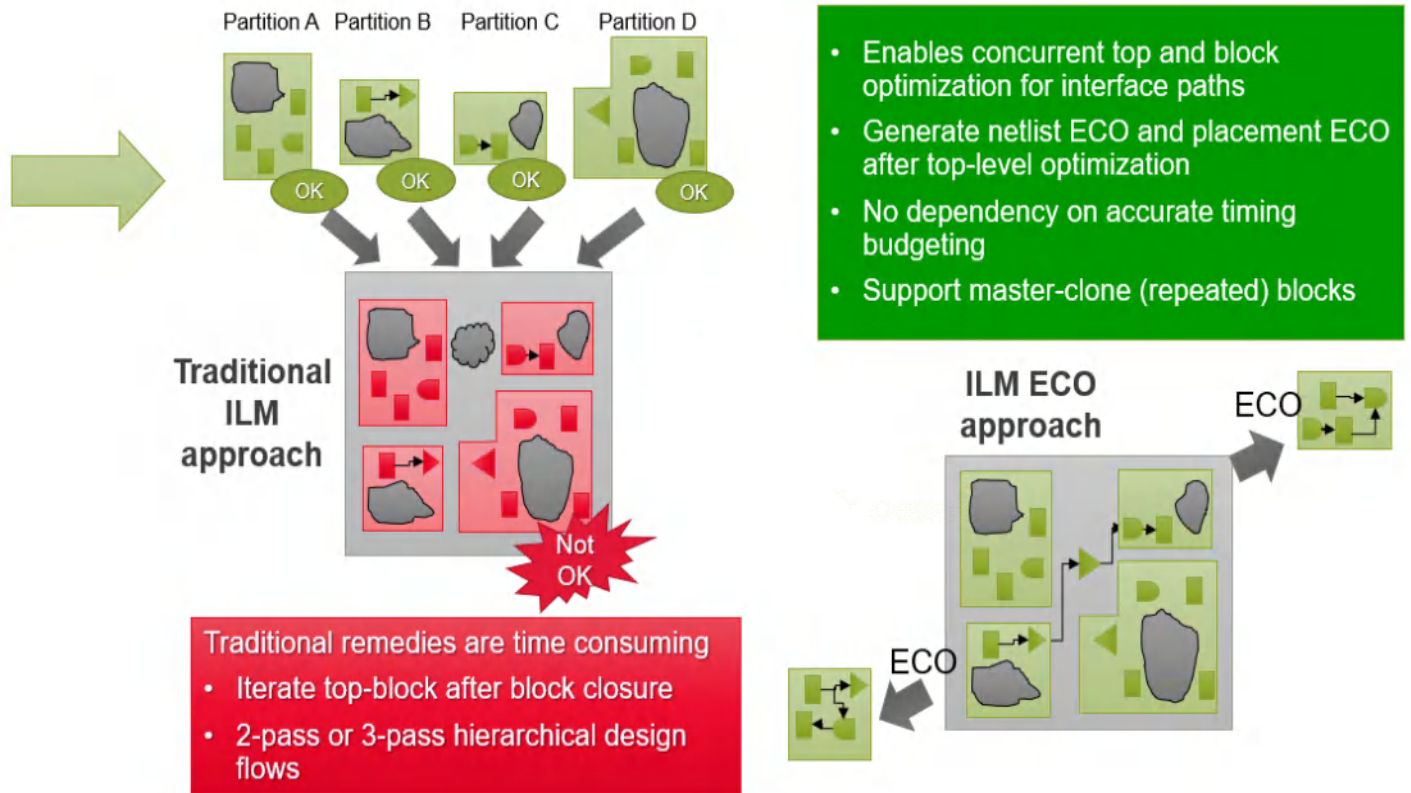 Partition A
Partition B
Partition C
Partition D
OK
OK
OK
OK
Traditional
ILM
approach
Not
OK
Traditional remedies are time consuming
• Iterate top-block after block closure
• 2-pass or 3-pass hierarchical design
flows
• Enables concurrent top and block
optimization for interface paths
• Generate netlist ECO and placement ECO
after top-level optimization
• No dependency on accurate timing
budgeting
• Support master-clone (repeated) blocks
ILM ECO
approach
ECO
ECO